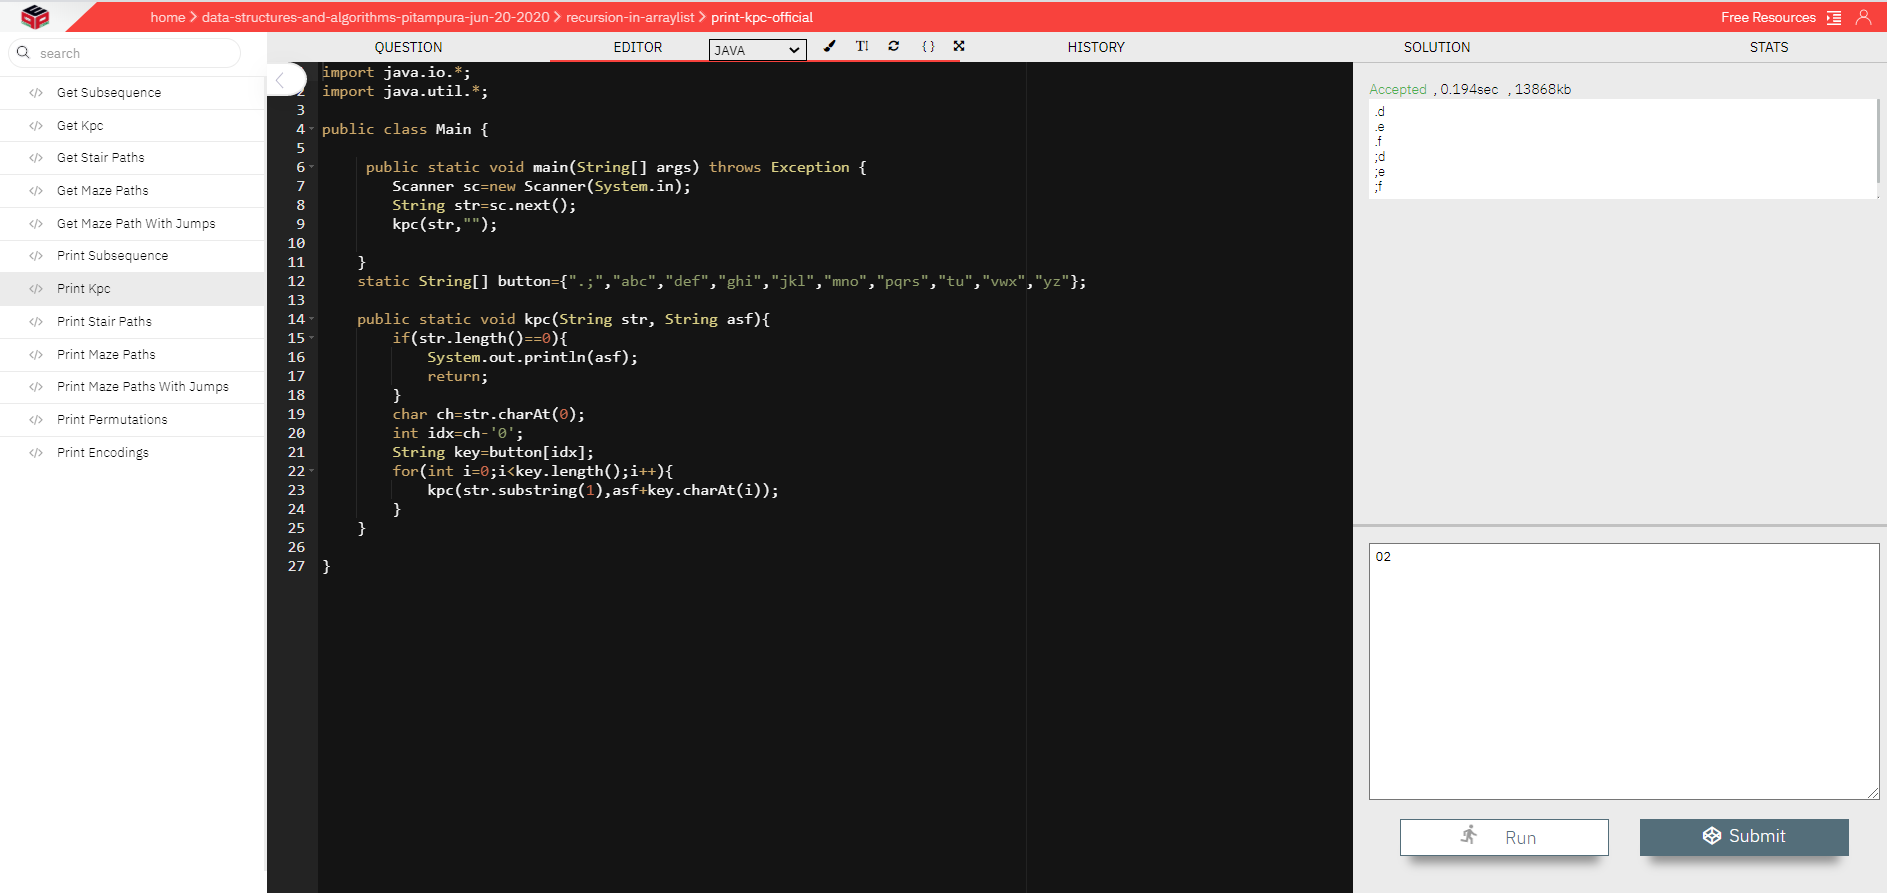 home > data-structures-and-algorithms-pitampura-jun-20-2020 > recursion-in-arraylist > print-kpc-official
Free Resources
search
Get Subsequence
Get Kpc
Get Stair Paths
Get Maze Paths
Get Maze Path With Jumps
Print Subsequence
Print Kpc
Print Stair Paths
Print Maze Paths
Print Maze Paths With Jumps
Print Permutations
Print Encodings
QUESTION
EDITOR
JAVA
TI
{ }
HISTORY
SOLUTION
STATS
import java.io.*;
2 import java.util.*;
3
4 public class Main {
5
6 public static void main(String[] args) throws Exception {
7 Scanner sc=new Scanner(System.in);
8 String str=sc.next();
9 kpc(str,"");
10
11 }
12 static String[] button={".;","abc","def","ghi","jkl","mno","pqrs","tu","vwx","yz"};
13
14 public static void kpc(String str, String asf){
15 if(str.length()==0){
16 System.out.println(asf);
17 return;
18 }
19 char ch=str.charAt(0);
20 int idx=ch-'0';
21 String key=button[idx];
22 for(int i=0;i<key.length();i++){
23 kpc(str.substring(1),asf+key.charAt(i));
24 }
25 }
26
27 }
Accepted , 0.194sec , 13868kb
.d
.e
.f
;d
;e
;f
02
Run
Submit